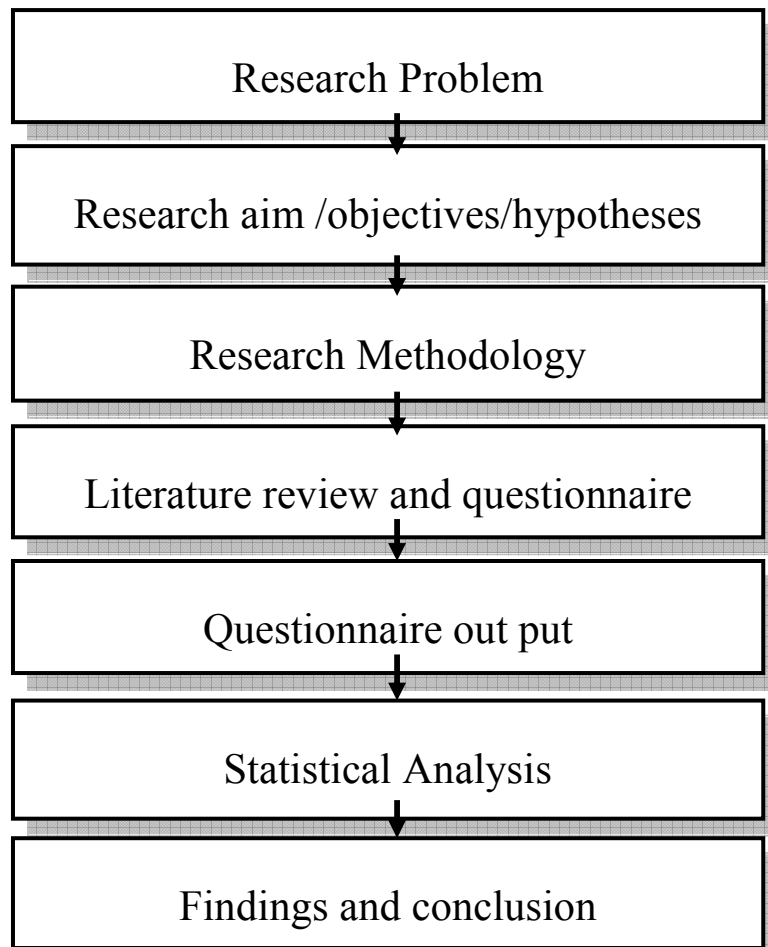 Research Problem
Research aim /objectives/hypotheses
Research Methodology
Literature review and questionnaire
Questionnaire out put
Statistical Analysis
Findings and conclusion